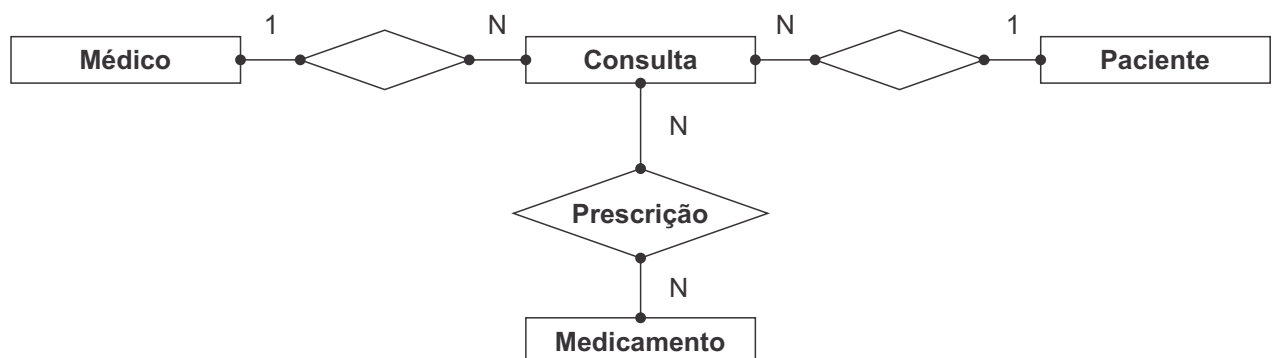 1 N N 1
Médico Consulta Paciente
N
Prescrição
N
Medicamento